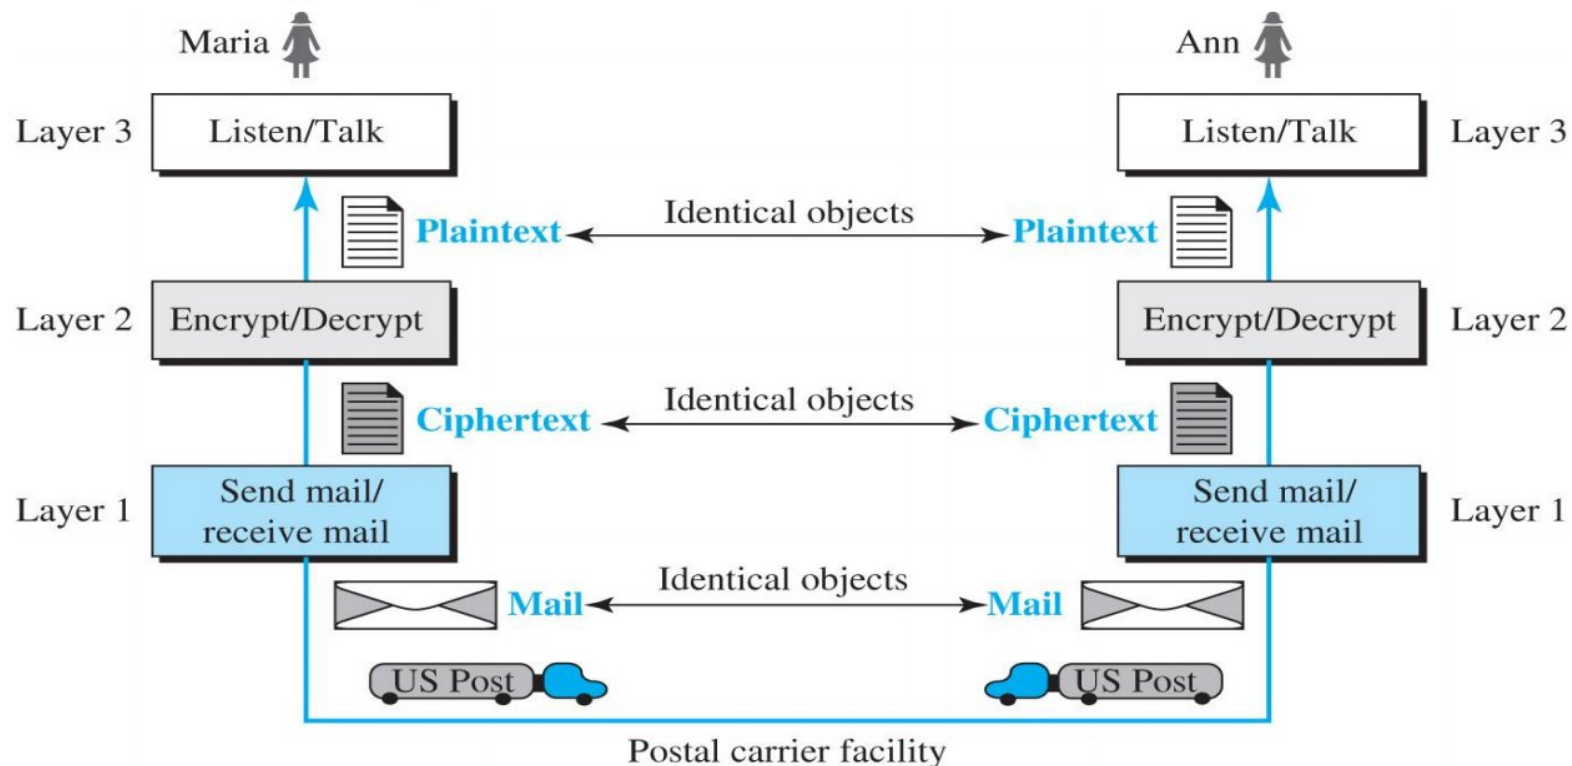 Maria
Ann
Layer 3
Listen/Talk
Listen/Talk
Layer 3
Identical objects
Plaintext
Plaintext
Layer 2
Encrypt/Decrypt
Encrypt/Decrypt
Layer 2
Identical objects
Ciphertext
Ciphertext
Layer 1
Send mail/
receive mail
Send mail/
receive mail
Layer 1
Identical objects
Mail
Mail
US Post
US Post
Postal carrier facility